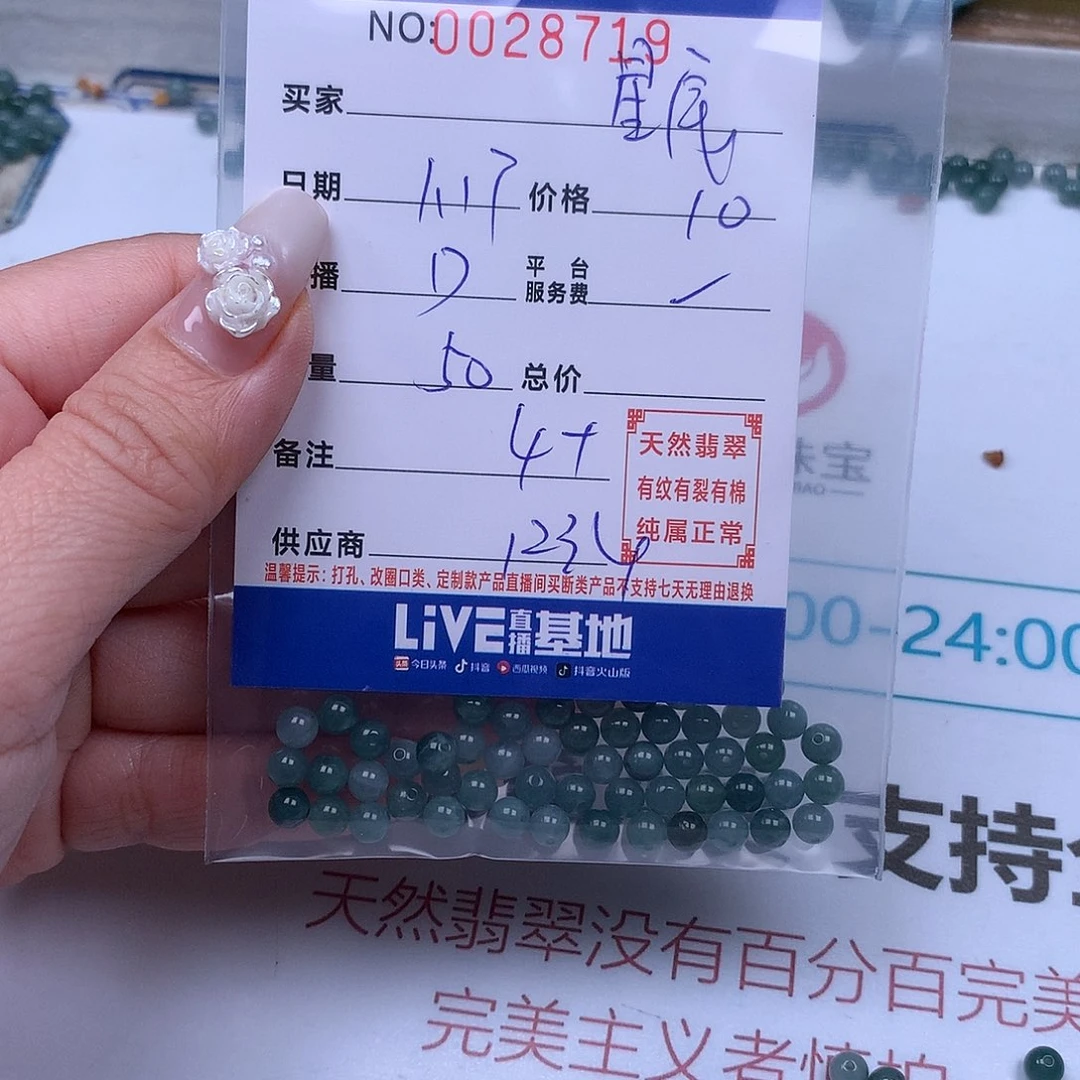 NO:0028719
买家 星辰
日期 11.17 价格 10
播 D 平台服务费 /
量 50 总价
备注 4+
天然翡翠
有纹有裂有棉
纯属正常
供应商 1234
温馨提示:打孔、改圈口类、定制款产品直播间买断类产品不支持七天无理由退换
LiVE直播基地
今日头条 抖音 西瓜视频 抖音火山版
珠宝
00-24:00
支持
天然翡翠没有百分百完美
完美主义者慎拍